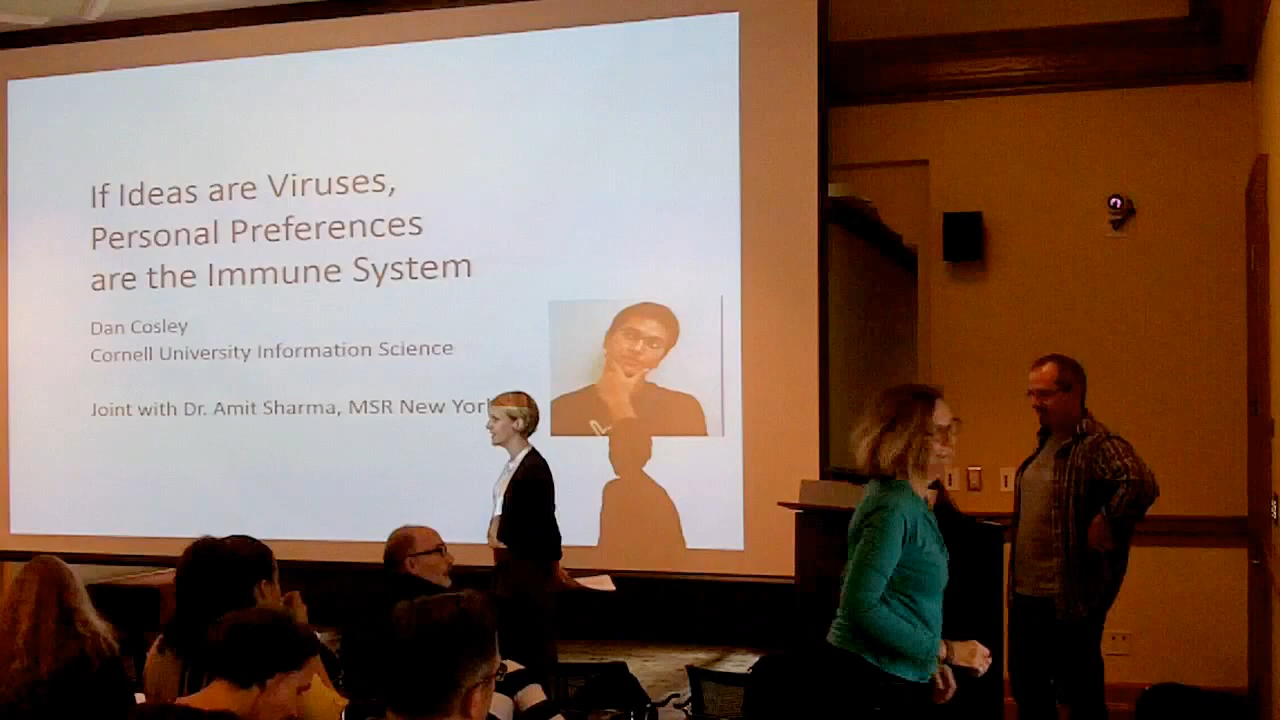 If Ideas are Viruses,
Personal Preferences
are the Immune System
Dan Cosley
Cornell University Information Science
Joint with Dr. Amit Sharma, MSR New York